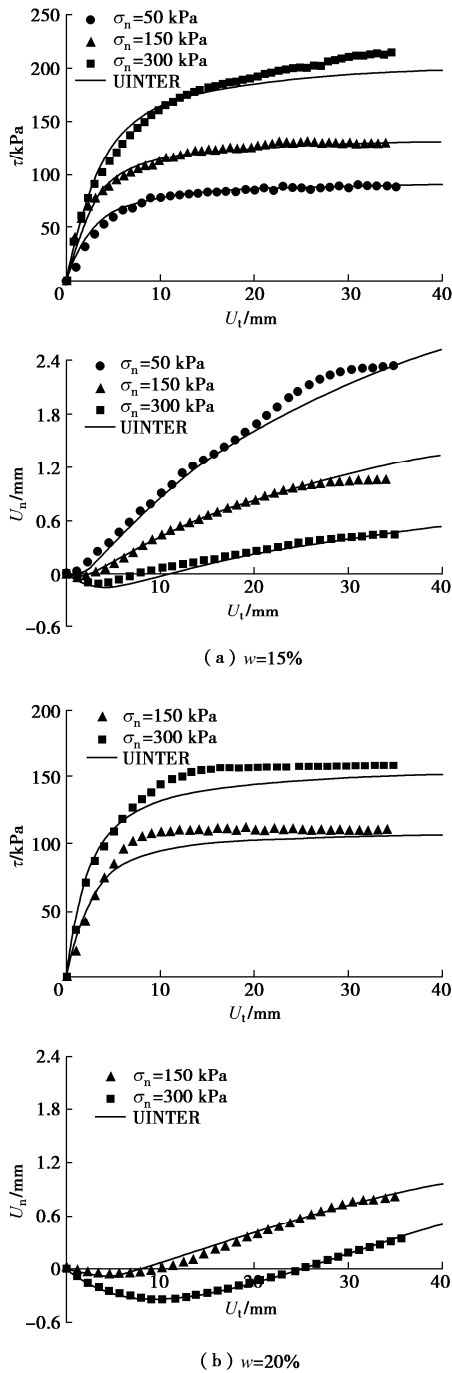 250
200
150
100
50
0
τ/kPa
σn=50 kPa
σn=150 kPa
σn=300 kPa
UINTER
10
20
30
40
Ut/mm
2.4
1.8
1.2
0.6
0
−0.6
Un/mm
σn=50 kPa
σn=150 kPa
σn=300 kPa
UINTER
10
20
30
40
Ut/mm
(a) w=15%
200
150
100
50
0
τ/kPa
σn=150 kPa
σn=300 kPa
UINTER
10
20
30
40
Ut/mm
2.4
1.8
1.2
0.6
0
−0.6
Un/mm
σn=150 kPa
σn=300 kPa
UINTER
10
20
30
40
Ut/mm
(b) w=20%